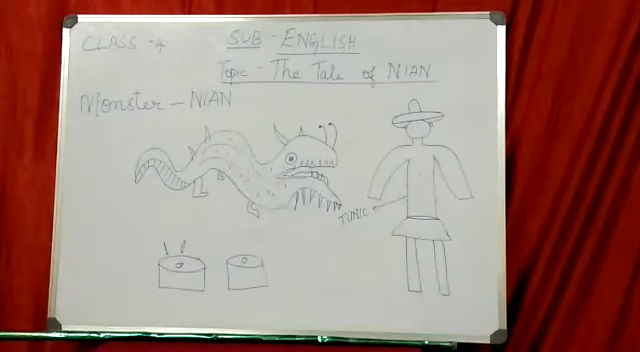 CLASS - 4
SUB - ENGLISH
Topic - The Tale of NIAN
Monster - NIAN
TUNIC